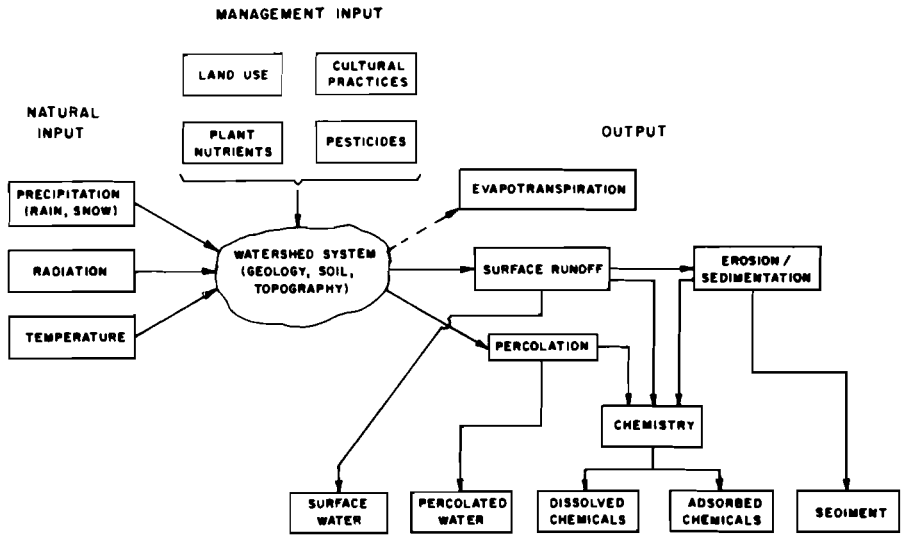 MANAGEMENT INPUT
LAND USE
CULTURAL
PRACTICES
NATURAL
INPUT
PLANT
NUTRIENTS
PESTICIDES
OUTPUT
PRECIPITATION
(RAIN, SNOW)
EVAPOTRANSPIRATION
RADIATION
WATERSHED SYSTEM
(GEOLOGY, SOIL,
TOPOGRAPHY)
SURFACE RUNOFF
EROSION /
SEDIMENTATION
TEMPERATURE
PERCOLATION
CHEMISTRY
SURFACE
WATER
PERCOLATED
WATER
DISSOLVED
CHEMICALS
ADSORBED
CHEMICALS
SEDIMENT